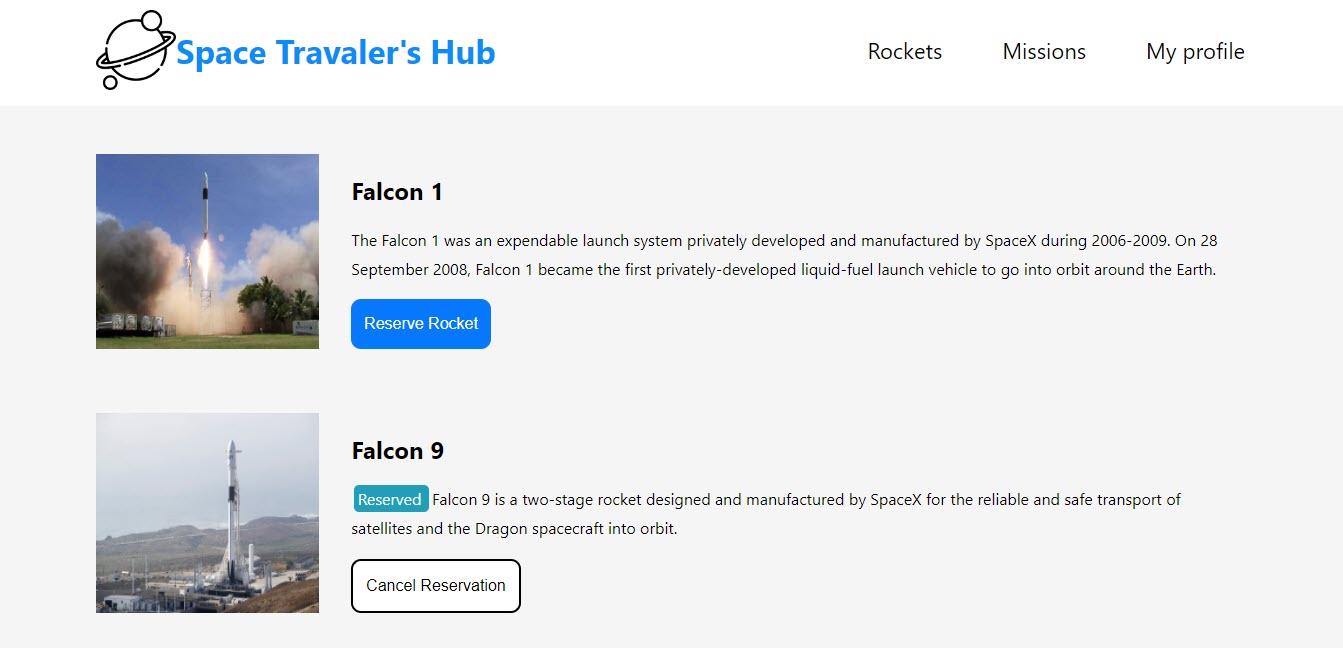 Space Travaler's Hub
Rockets Missions My profile
Falcon 1
The Falcon 1 was an expendable launch system privately developed and manufactured by SpaceX during 2006-2009. On 28
September 2008, Falcon 1 became the first privately-developed liquid-fuel launch vehicle to go into orbit around the Earth.
Reserve Rocket
Falcon 9
Reserved Falcon 9 is a two-stage rocket designed and manufactured by SpaceX for the reliable and safe transport of
satellites and the Dragon spacecraft into orbit.
Cancel Reservation